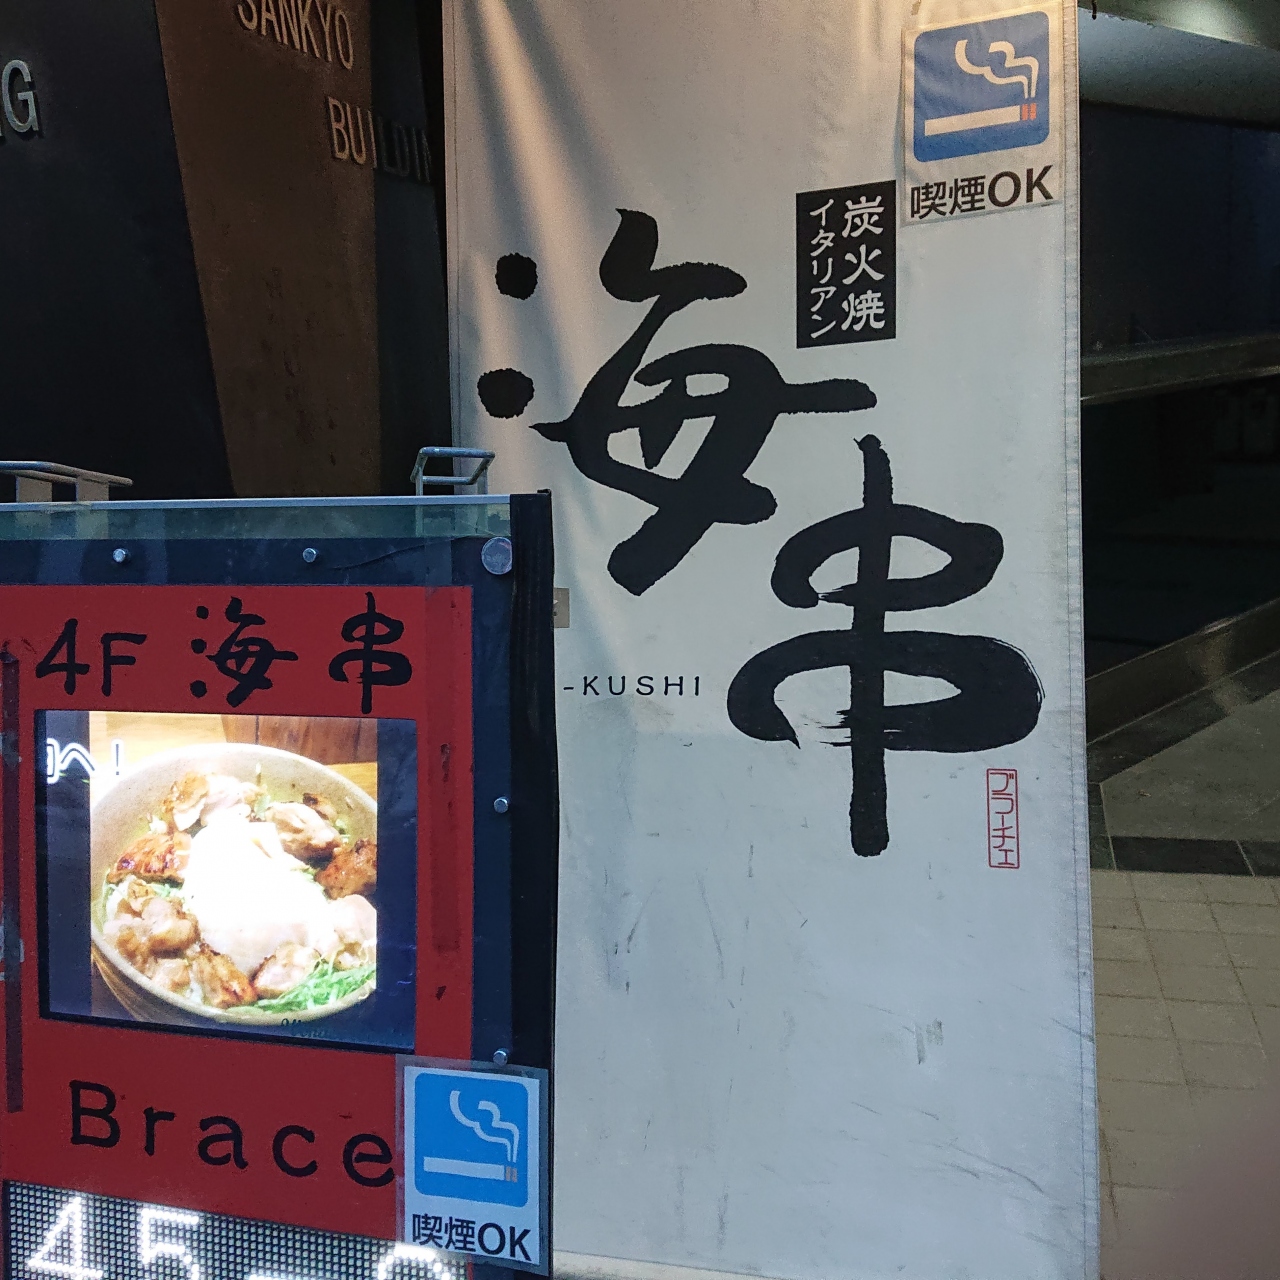 SANKYO
BUILDIN
G
喫煙OK
炭火焼
イタリアン
海串
-KUSHI
ブラーチェ
4F 海串
Brace
喫煙OK